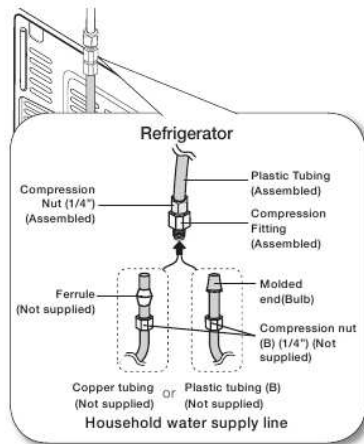 Refrigerator
Compression
Nut (1/4")
(Assembled)
Plastic Tubing
(Assembled)
Compression
Fitting
(Assembled)
Ferrule
(Not supplied)
Molded
end(Bulb)
Compression nut
(B) (1/4") (Not
supplied)
Copper tubing
(Not supplied)
or
Plastic tubing (B)
(Not supplied)
Household water supply line